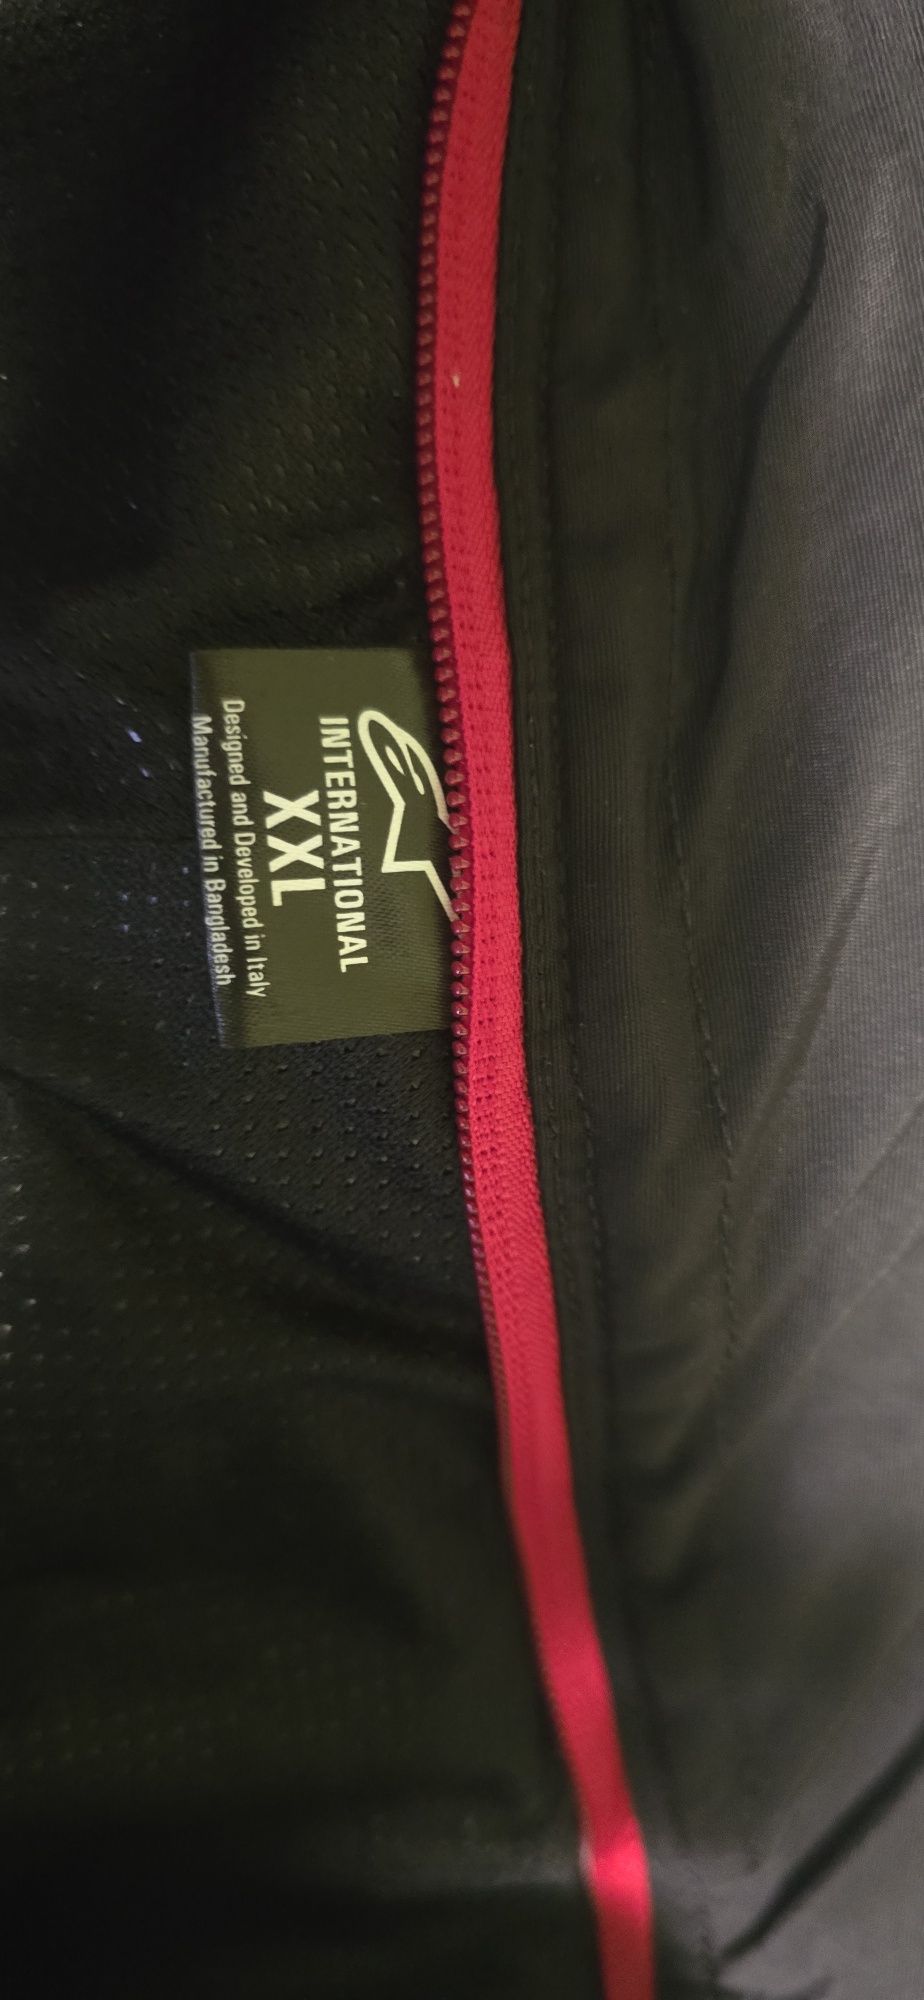 INTERNATIONAL
XXL
Designed and Developed in Italy
Manufactured in Bangladesh